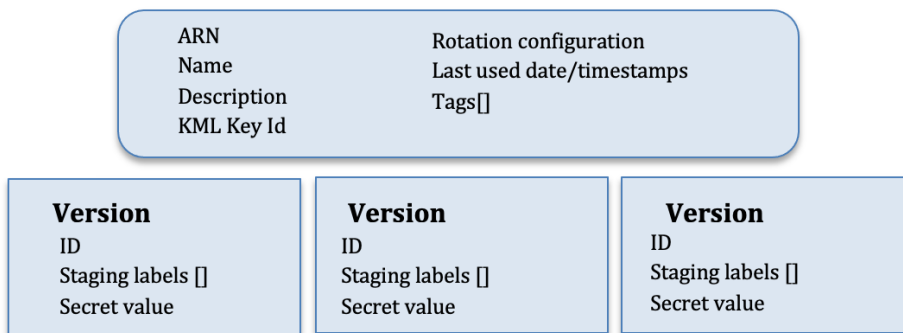 ARN
Name
Description
KML Key Id
Rotation configuration
Last used date/timestamps
Tags[]
Version
ID
Staging labels []
Secret value
Version
ID
Staging labels []
Secret value
Version
ID
Staging labels []
Secret value